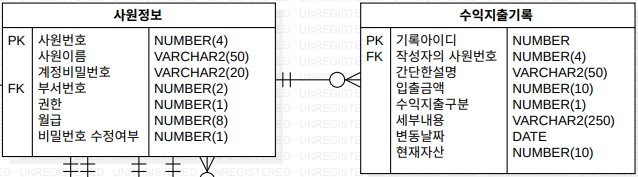 사원정보
PK 사원번호 NUMBER(4)
사원이름 VARCHAR2(50)
계정비밀번호 VARCHAR2(20)
FK 부서번호 NUMBER(2)
권한 NUMBER(1)
월급 NUMBER(8)
비밀번호 수정여부 NUMBER(1)
수익지출기록
PK 기록아이디 NUMBER
FK 작성자의 사원번호 NUMBER(4)
간단한설명 VARCHAR2(50)
입출금액 NUMBER(10)
수익지출구분 NUMBER(1)
세부내용 VARCHAR2(250)
변동날짜 DATE
현재자산 NUMBER(10)
UNREGISTERED UNREGISTERED UNREGISTERED